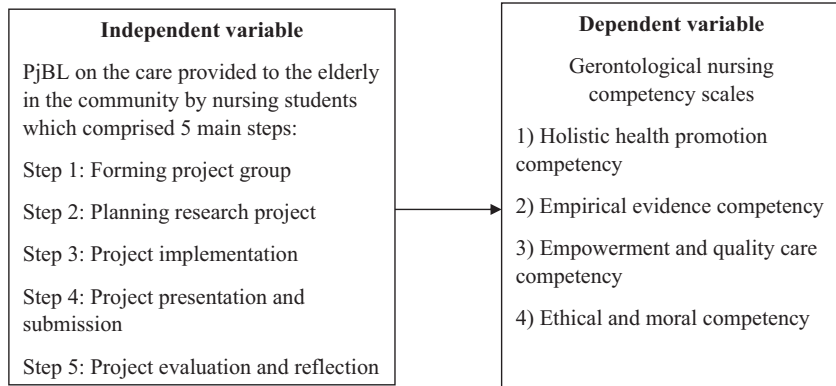 Independent variable
PjBL on the care provided to the elderly
in the community by nursing students
which comprised 5 main steps:
Step 1: Forming project group
Step 2: Planning research project
Step 3: Project implementation
Step 4: Project presentation and
submission
Step 5: Project evaluation and reflection
Dependent variable
Gerontological nursing
competency scales
1) Holistic health promotion
competency
2) Empirical evidence competency
3) Empowerment and quality care
competency
4) Ethical and moral competency